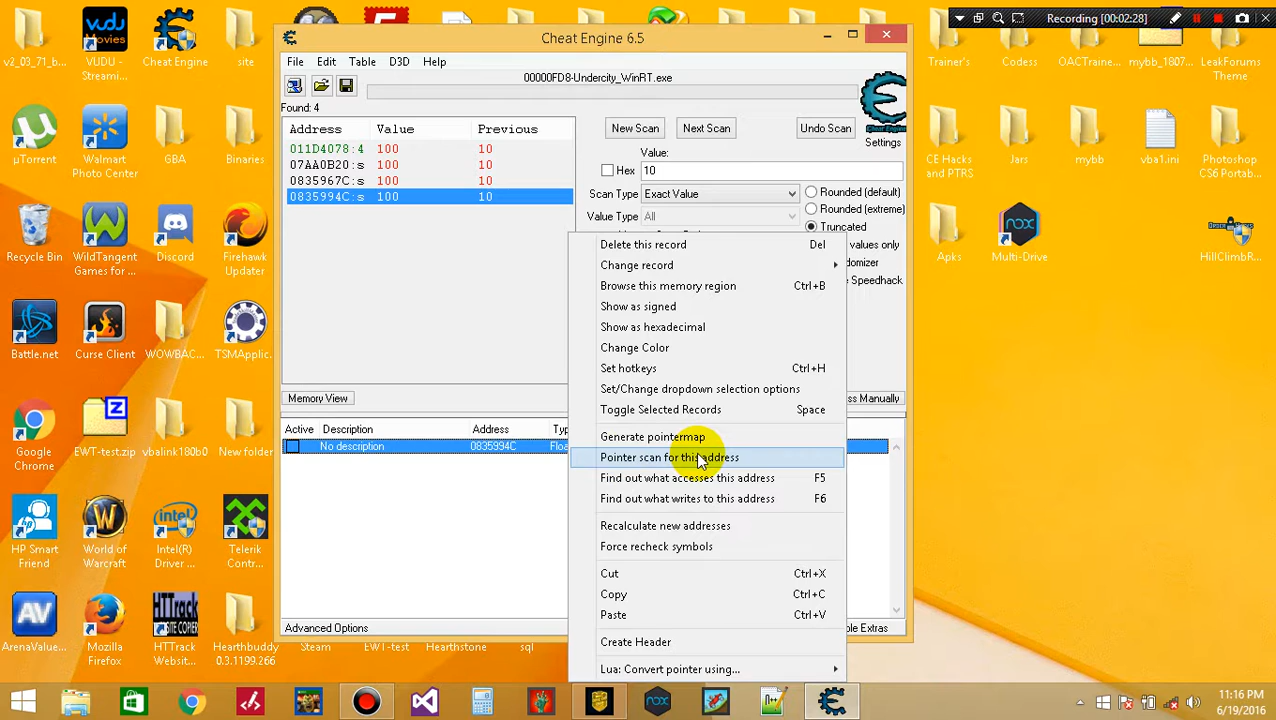 Recording [00:02:28]
v2_03_71_b...
VUDU - Streami...
Cheat Engine
site
µTorrent
Walmart Photo Center
GBA
Binaries
Recycle Bin
WildTangent Games for ...
Discord
Firehawk Updater
Battle.net
Curse Client
WOWBAC...
TSMApplic...
Google Chrome
EWT-test.zip
vbalink180b0
New folder
HP Smart Friend
World of Warcraft
Intel(R) Driver ...
Telerik Contr...
ArenaValue...
Mozilla Firefox
HTTrack Websit...
Hearthbuddy 0.3.1199.266
Steam
EWT-test
Hearthstone
sql
Cheat Engine 6.5
File Edit Table D3D Help
00000FD8-Undercity_WinRT.exe
Found: 4
Address Value Previous
011D4078:4 100 10
07AA0B20:s 100 10
0835967C:s 100 10
0835994C:s 100 10
New Scan Next Scan Undo Scan
Cheat Engine
Settings
Value:
Hex 10
Scan Type Exact Value
Value Type All
Rounded (default)
Rounded (extreme)
Truncated
values only
domizer
Speedhack
Memory View
ss Manually
Active Description Address Ty
No description 0835994C Floa
Advanced Options
le Extras
Delete this record Del
Change record
Browse this memory region Ctrl+B
Show as signed
Show as hexadecimal
Change Color
Set hotkeys Ctrl+H
Set/Change dropdown selection options
Toggle Selected Records Space
Generate pointermap
Pointer scan for this address
Find out what accesses this address F5
Find out what writes to this address F6
Recalculate new addresses
Force recheck symbols
Cut Ctrl+X
Copy Ctrl+C
Paste Ctrl+V
Create Header
Lua: Convert pointer using...
Trainer's
Codess
OACTraine...
mybb_1807...
LeakForums Theme
CE Hacks and PTRS
Jars
mybb
vba1.ini
Photoshop CS6 Portab...
Apks
nox
Multi-Drive
HillClimbR...
11:16 PM
6/19/2016